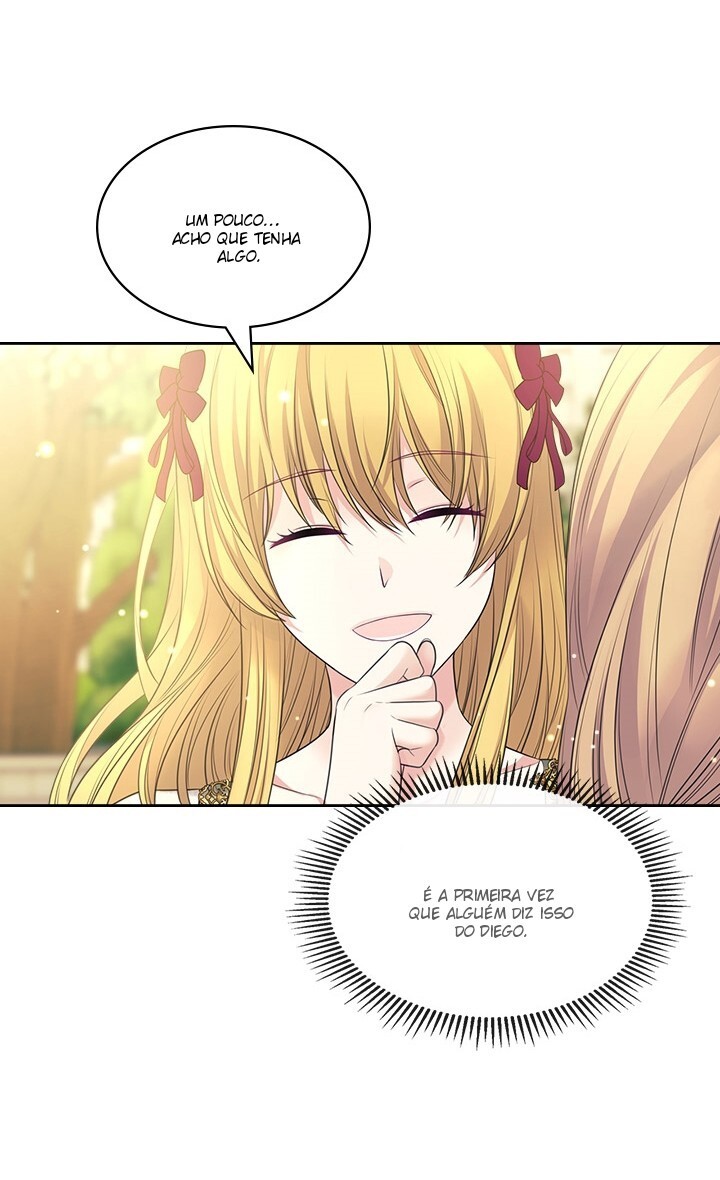 UM POUCO...
ACHO QUE TENHA
ALGO.
É A PRIMEIRA VEZ
QUE ALGUÉM DIZ ISSO
DO DIEGO.